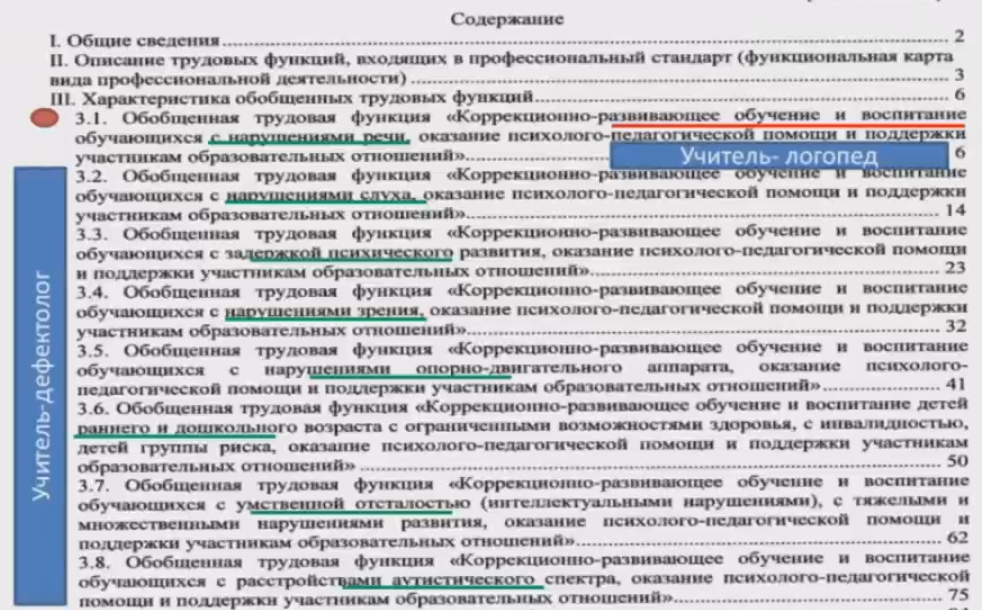 Содержание
I. Общие сведения 2
II. Описание трудовых функций, входящих в профессиональный стандарт (функциональная карта
вида профессиональной деятельности) 3
III. Характеристика обобщенных трудовых функций 6
3.1. Обобщенная трудовая функция «Коррекционно-развивающее обучение и воспитание
обучающихся с нарушениями речи, оказание психолого-педагогической помощи и поддержки
участникам образовательных отношений» 6
Учитель- логопед
3.2. Обобщенная трудовая функция «Коррекционно-развивающее обучение и воспитание
обучающихся с нарушениями слуха, оказание психолого-педагогической помощи и поддержки
участникам образовательных отношений» 14
3.3. Обобщенная трудовая функция «Коррекционно-развивающее обучение и воспитание
обучающихся с задержкой психического развития, оказание психолого-педагогической помощи
и поддержки участникам образовательных отношений» 23
3.4. Обобщенная трудовая функция «Коррекционно-развивающее обучение и воспитание
обучающихся с нарушениями зрения, оказание психолого-педагогической помощи и поддержки
участникам образовательных отношений» 32
3.5. Обобщенная трудовая функция «Коррекционно-развивающее обучение и воспитание
обучающихся с нарушениями опорно-двигательного аппарата, оказание психолого-
педагогической помощи и поддержки участникам образовательных отношений» 41
3.6. Обобщенная трудовая функция «Коррекционно-развивающее обучение и воспитание детей
раннего и дошкольного возраста с ограниченными возможностями здоровья, с инвалидностью,
детей группы риска, оказание психолого-педагогической помощи и поддержки участникам
образовательных отношений» 50
3.7. Обобщенная трудовая функция «Коррекционно-развивающее обучение и воспитание
обучающихся с умственной отсталостью (интеллектуальными нарушениями), с тяжелыми и
множественными нарушениями развития, оказание психолого-педагогической помощи и
поддержки участникам образовательных отношений» 62
3.8. Обобщенная трудовая функция «Коррекционно-развивающее обучение и воспитание
обучающихся с расстройствами аутистического спектра, оказание психолого-педагогической
помощи и поддержки участникам образовательных отношений» 75
Учитель-дефектолог